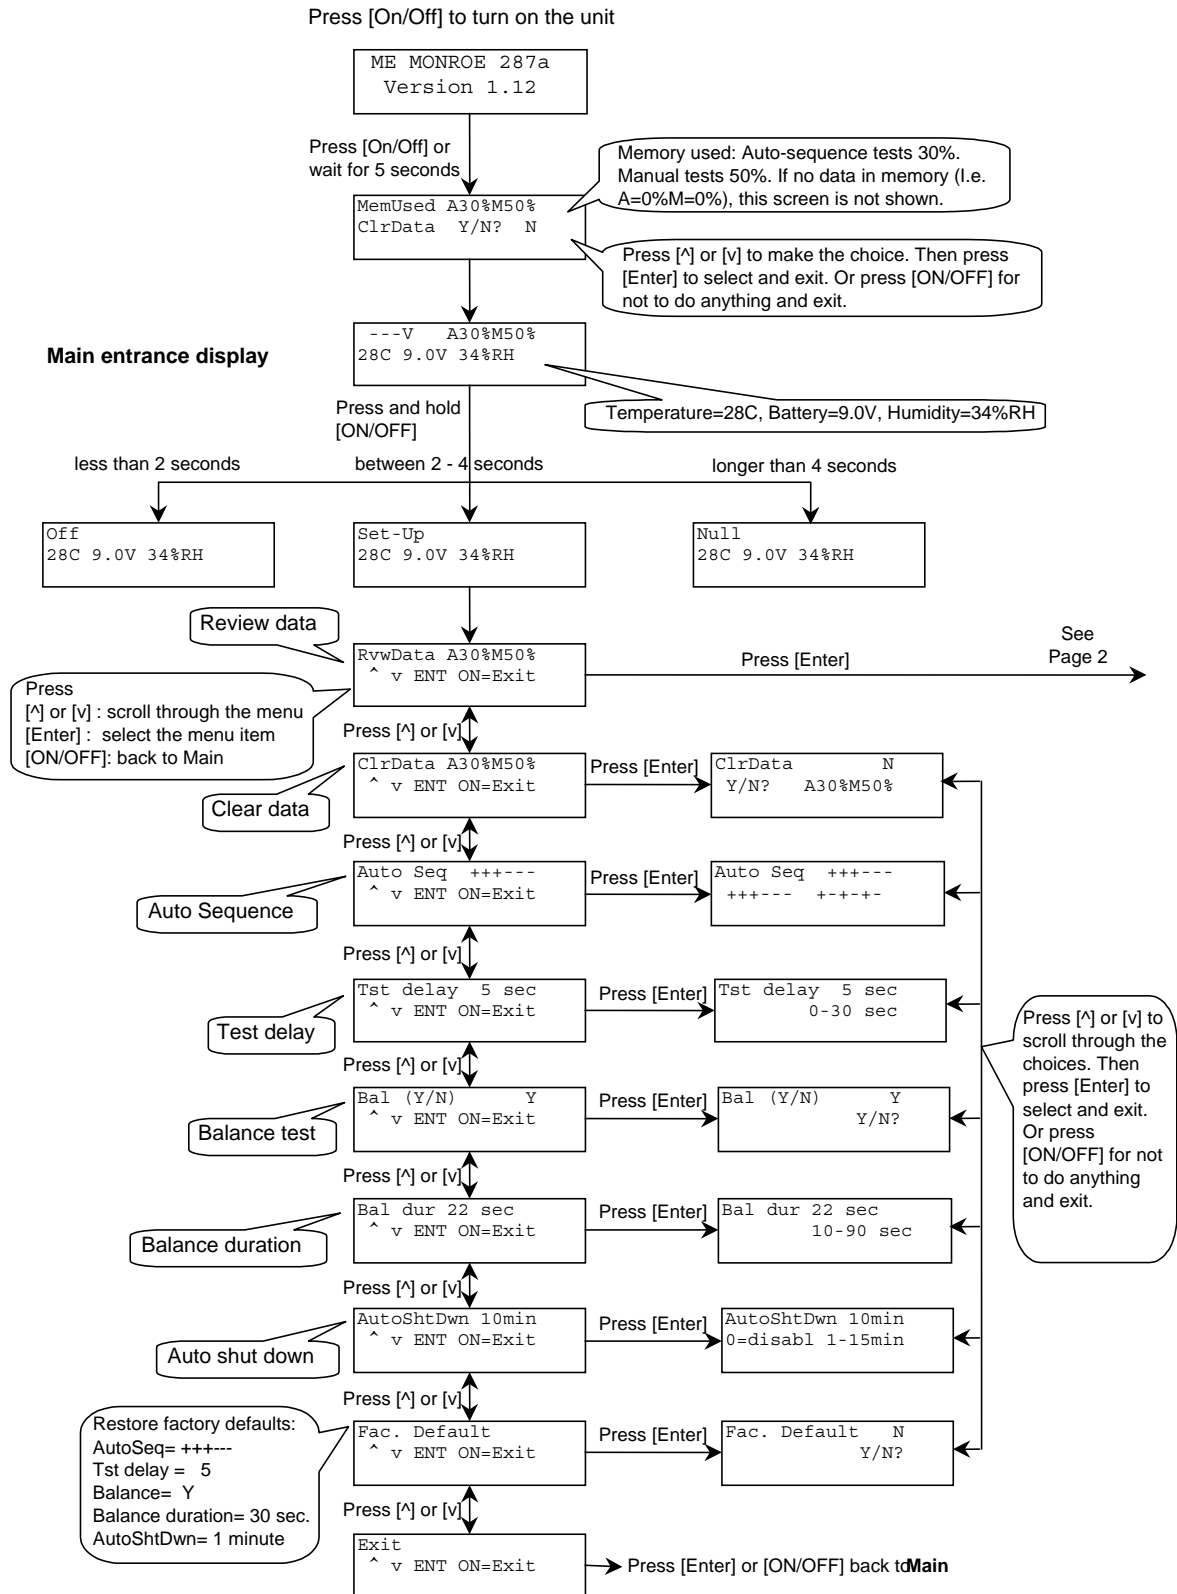 Press [On/Off] to turn on the unit
ME MONROE 287a
Version 1.12
Press [On/Off] or
wait for 5 seconds
Memory used: Auto-sequence tests 30%.
Manual tests 50%. If no data in memory (I.e.
A=0%M=0%), this screen is not shown.
MemUsed A30%M50%
ClrData Y/N? N
Press [^] or [v] to make the choice. Then press
[Enter] to select and exit. Or press [ON/OFF] for
not to do anything and exit.
Main entrance display
---V A30%M50%
28C 9.0V 34%RH
Temperature=28C, Battery=9.0V, Humidity=34%RH
Press and hold
[ON/OFF]
less than 2 seconds
between 2 - 4 seconds
longer than 4 seconds
Off
28C 9.0V 34%RH
Set-Up
28C 9.0V 34%RH
Null
28C 9.0V 34%RH
Review data
RvwData A30%M50%
^ v ENT ON=Exit
Press [Enter]
See
Page 2
Press
[^] or [v] : scroll through the menu
[Enter] : select the menu item
[ON/OFF]: back to Main
Press [^] or [v]
Clear data
ClrData A30%M50%
^ v ENT ON=Exit
Press [Enter]
ClrData N
Y/N? A30%M50%
Press [^] or [v]
Auto Sequence
Auto Seq +++---
^ v ENT ON=Exit
Press [Enter]
Auto Seq +++---
+++--- +-+-+-
Press [^] or [v]
Test delay
Tst delay 5 sec
^ v ENT ON=Exit
Press [Enter]
Tst delay 5 sec
0-30 sec
Press [^] or [v]
Balance test
Bal (Y/N) Y
^ v ENT ON=Exit
Press [Enter]
Bal (Y/N) Y
Y/N?
Press [^] or [v] to
scroll through the
choices. Then
press [Enter] to
select and exit.
Or press
[ON/OFF] for not
to do anything
and exit.
Press [^] or [v]
Balance duration
Bal dur 22 sec
^ v ENT ON=Exit
Press [Enter]
Bal dur 22 sec
10-90 sec
Press [^] or [v]
Auto shut down
AutoShtDwn 10min
^ v ENT ON=Exit
Press [Enter]
AutoShtDwn 10min
0=disabl 1-15min
Press [^] or [v]
Restore factory defaults:
AutoSeq= +++---
Tst delay = 5
Balance= Y
Balance duration= 30 sec.
AutoShtDwn= 1 minute
Fac. Default
^ v ENT ON=Exit
Press [Enter]
Fac. Default N
Y/N?
Press [^] or [v]
Exit
^ v ENT ON=Exit
Press [Enter] or [ON/OFF] back to Main